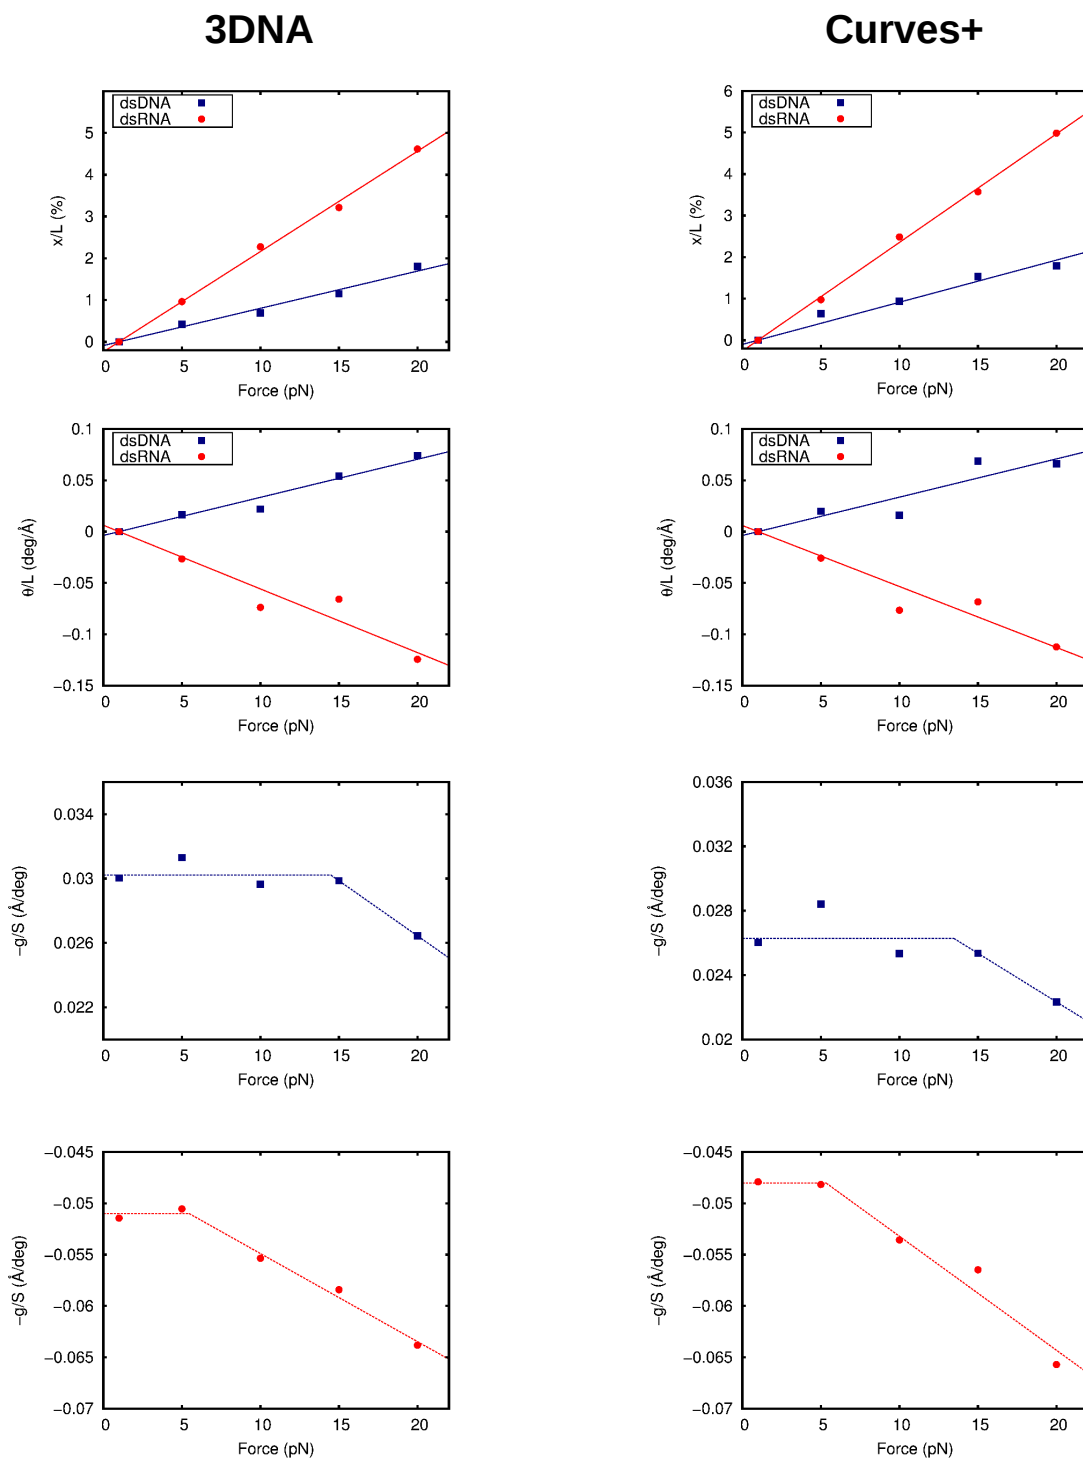 3DNA
Curves+
dsDNA
dsRNA
5
4
3
2
1
0
x/L (%)
0 5 10 15 20
Force (pN)
dsDNA
dsRNA
6
5
4
3
2
1
0
x/L (%)
0 5 10 15 20
Force (pN)
dsDNA
dsRNA
0.1
0.05
0
−0.05
−0.1
−0.15
θ/L (deg/Å)
0 5 10 15 20
Force (pN)
dsDNA
dsRNA
0.1
0.05
0
−0.05
−0.1
−0.15
θ/L (deg/Å)
0 5 10 15 20
Force (pN)
0.034
0.03
0.026
0.022
−g/S (Å/deg)
0 5 10 15 20
Force (pN)
0.036
0.032
0.028
0.024
0.02
−g/S (Å/deg)
0 5 10 15 20
Force (pN)
−0.045
−0.05
−0.055
−0.06
−0.065
−0.07
−g/S (Å/deg)
0 5 10 15 20
Force (pN)
−0.045
−0.05
−0.055
−0.06
−0.065
−0.07
−g/S (Å/deg)
0 5 10 15 20
Force (pN)